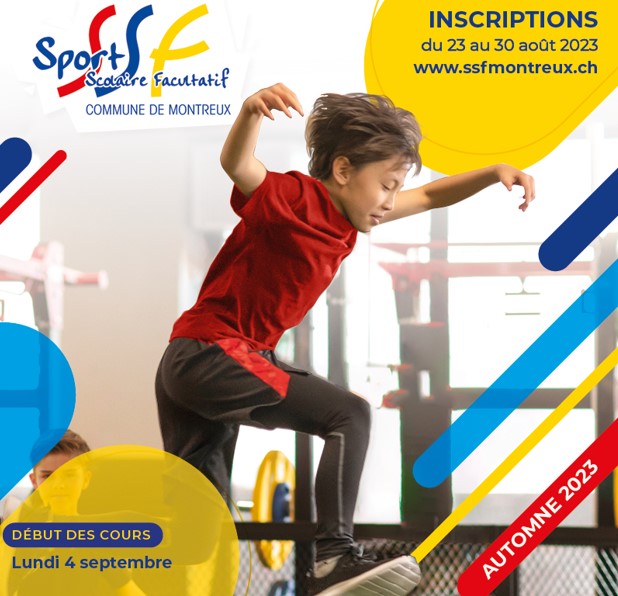 Sport
Scolaire Facultatif
COMMUNE DE MONTREUX
INSCRIPTIONS
du 23 au 30 août 2023
www.ssfmontreux.ch
DÉBUT DES COURS
Lundi 4 septembre
AUTOMNE 2023